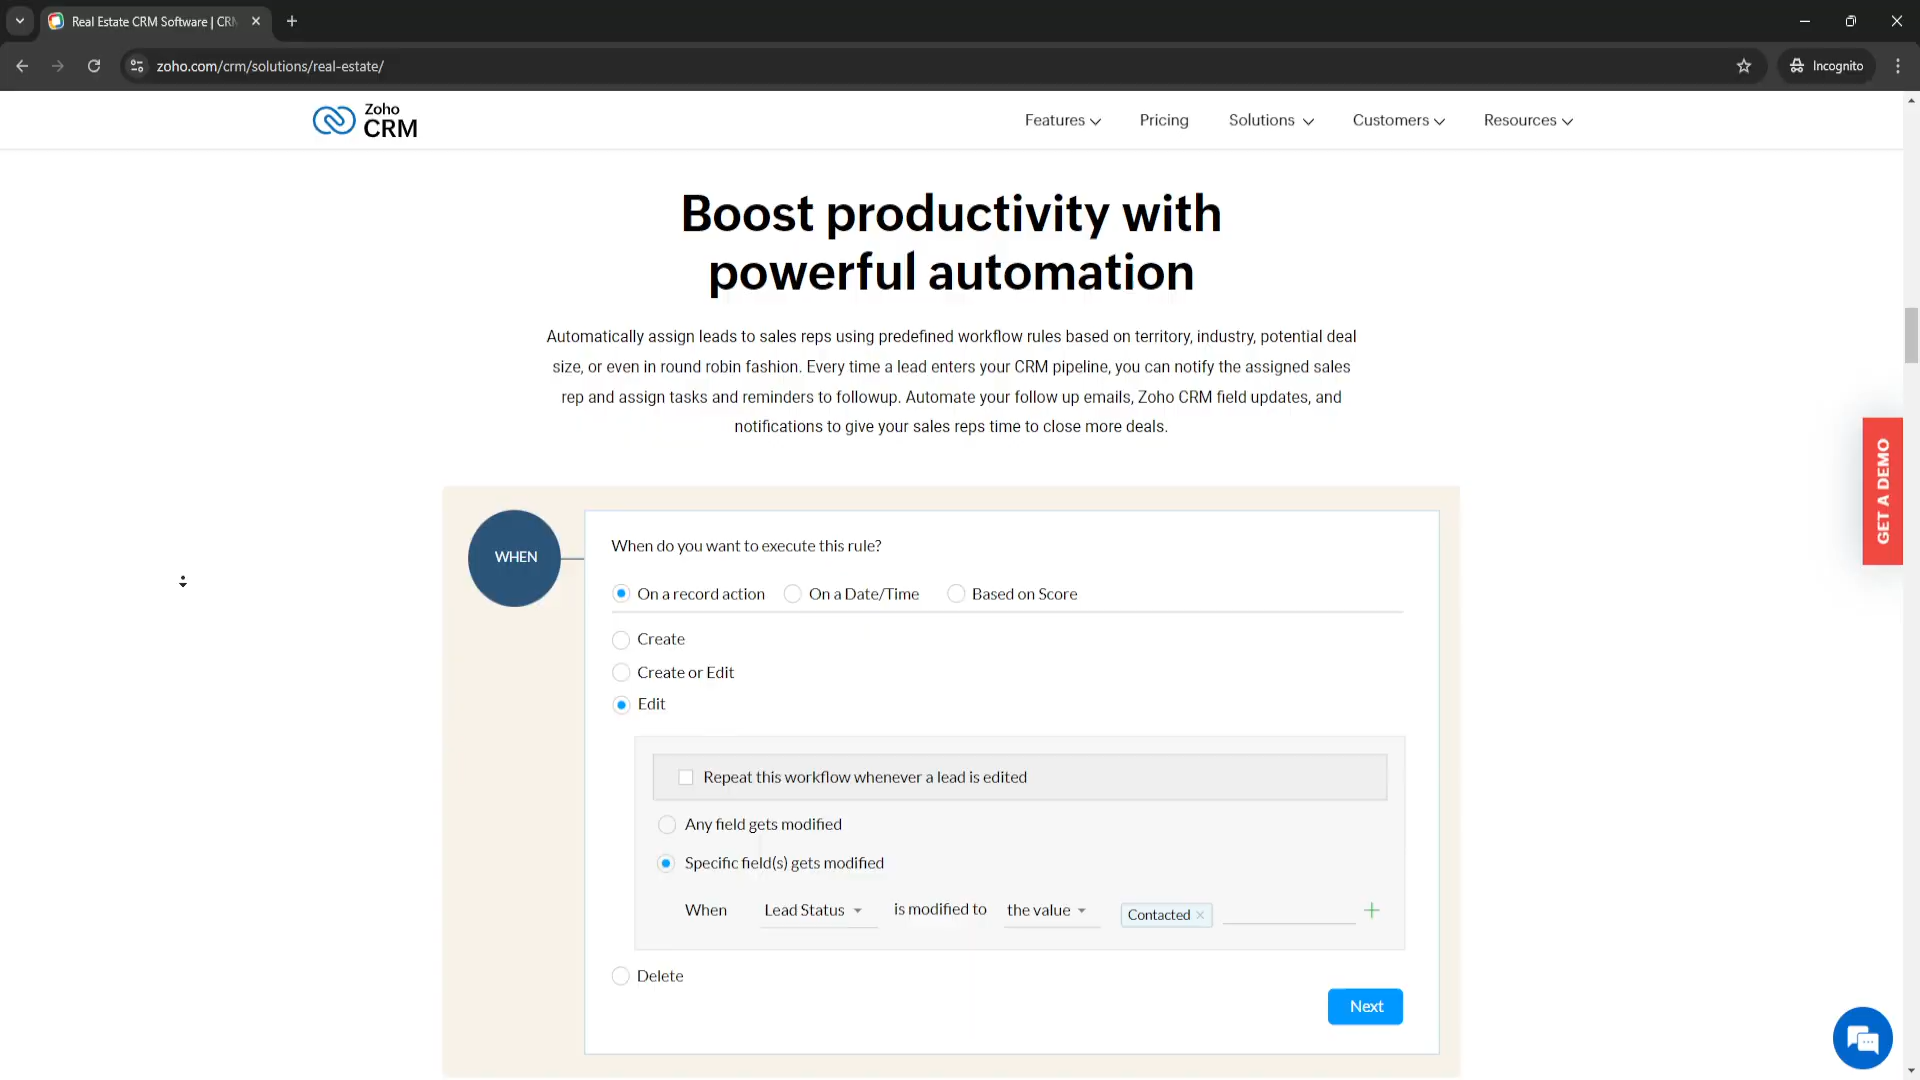 Real Estate CRM Software | CRM
zoho.com/crm/solutions/real-estate/
Incognito
Zoho
CRM
Features
Pricing
Solutions
Customers
Resources
Boost productivity with
powerful automation
Automatically assign leads to sales reps using predefined workflow rules based on territory, industry, potential deal
size, or even in round robin fashion. Every time a lead enters your CRM pipeline, you can notify the assigned sales
rep and assign tasks and reminders to followup. Automate your follow up emails, Zoho CRM field updates, and
notifications to give your sales reps time to close more deals.
GET A DEMO
WHEN
When do you want to execute this rule?
On a record action On a Date/Time Based on Score
Create
Create or Edit
Edit
Repeat this workflow whenever a lead is edited
Any field gets modified
Specific field(s) gets modified
When Lead Status is modified to the value Contacted
Delete
Next